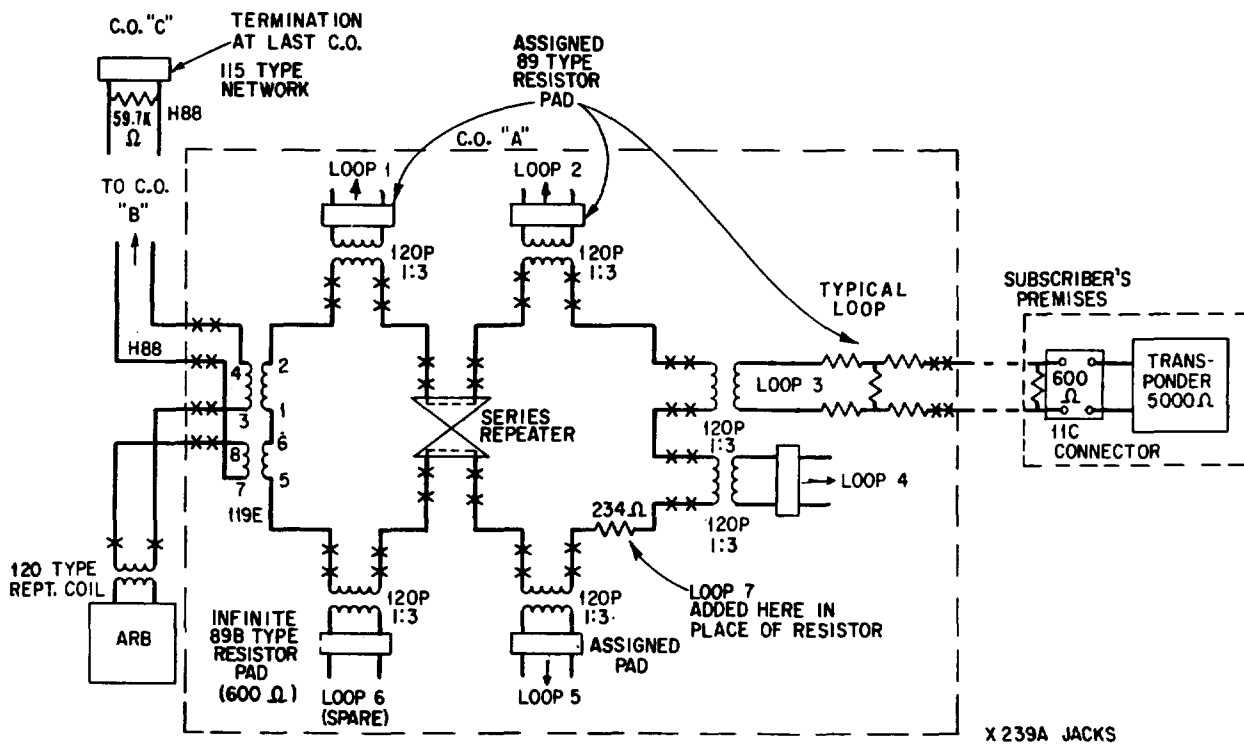 C.O. "C"
TERMINATION
AT LAST C.O.
115 TYPE
NETWORK
59.7K
Ω
H88
TO C.O.
"B"
H88
ASSIGNED
89 TYPE
RESISTOR
PAD
C.O. "A"
LOOP 1
LOOP 2
120P
1:3
120P
1:3
TYPICAL
LOOP
SUBSCRIBER'S
PREMISES
4
2
3
1
8
6
7
5
119E
SERIES
REPEATER
LOOP 3
120P
1:3
600
Ω
11C
CONNECTOR
TRANS-
PONDER
5000Ω
LOOP 4
120P
1:3
234Ω
LOOP 7
ADDED HERE IN
PLACE OF RESISTOR
120 TYPE
REPT. COIL
ARB
INFINITE
89B TYPE
RESISTOR
PAD
(600 Ω)
120P
1:3
LOOP 6
(SPARE)
120P
1:3.
ASSIGNED
PAD
LOOP 5
X 239A JACKS